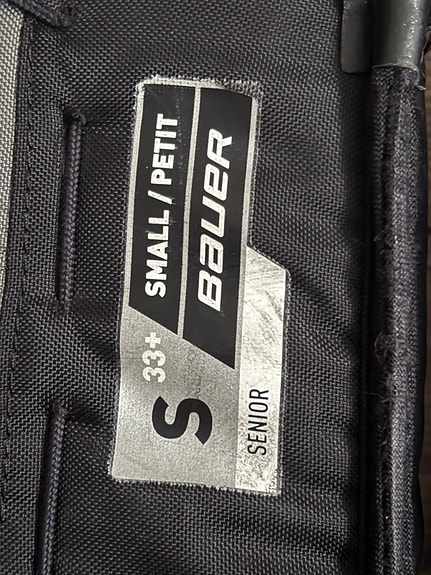 S 33+ SMALL / PETIT
BAUER
SENIOR